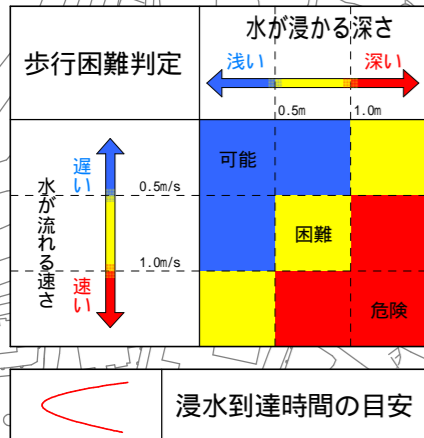 歩行困難判定
水が浸かる深さ
浅い
深い
0.5m
1.0m
水が流れる速さ
遅い
速い
0.5m/s
1.0m/s
可能
困難
危険
浸水到達時間の目安